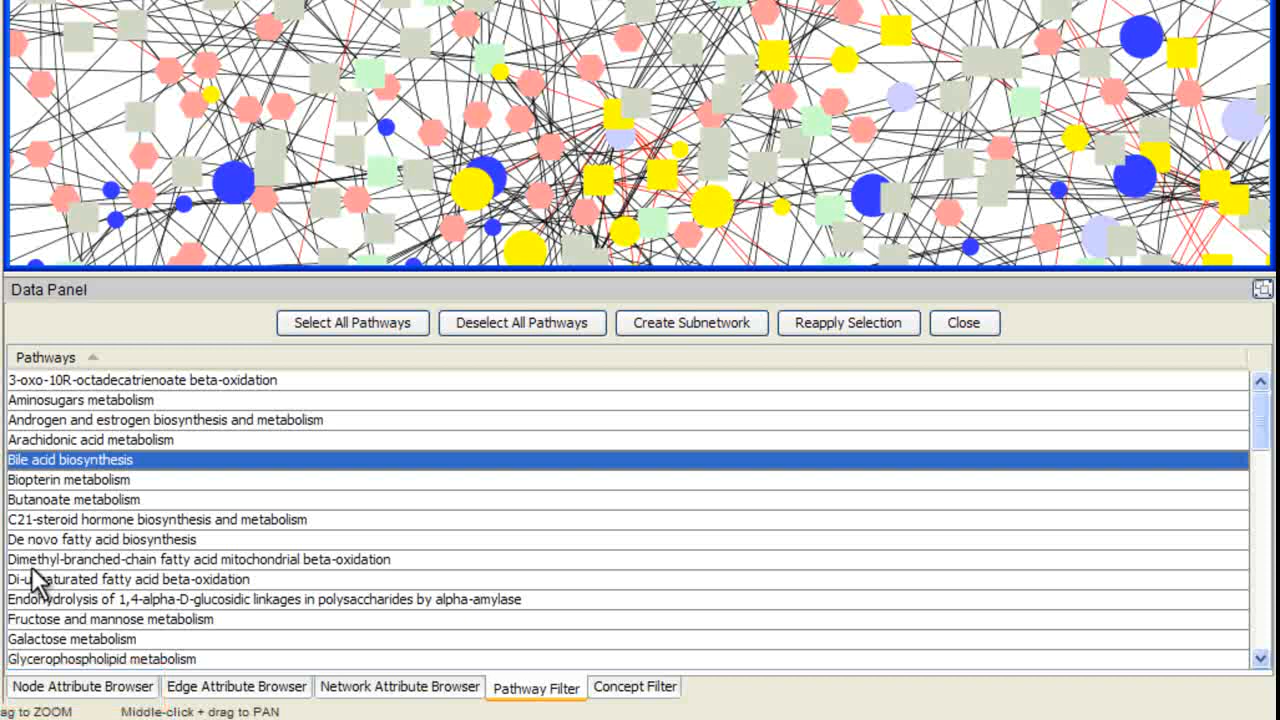 Data Panel
Select All Pathways Deselect All Pathways Create Subnetwork Reapply Selection Close
Pathways
3-oxo-10R-octadecatrienoate beta-oxidation
Aminosugars metabolism
Androgen and estrogen biosynthesis and metabolism
Arachidonic acid metabolism
Bile acid biosynthesis
Biopterin metabolism
Butanoate metabolism
C21-steroid hormone biosynthesis and metabolism
De novo fatty acid biosynthesis
Dimethyl-branched-chain fatty acid mitochondrial beta-oxidation
fatty acid beta-oxidation
Endohydrolysis of 1,4-alpha-D-glucosidic linkages in polysaccharides by alpha-amylase
Fructose and mannose metabolism
Galactose metabolism
Glycerophospholipid metabolism
Node Attribute Browser Edge Attribute Browser Network Attribute Browser Pathway Filter Concept Filter
ag to ZOOM Middle-click + drag to PAN